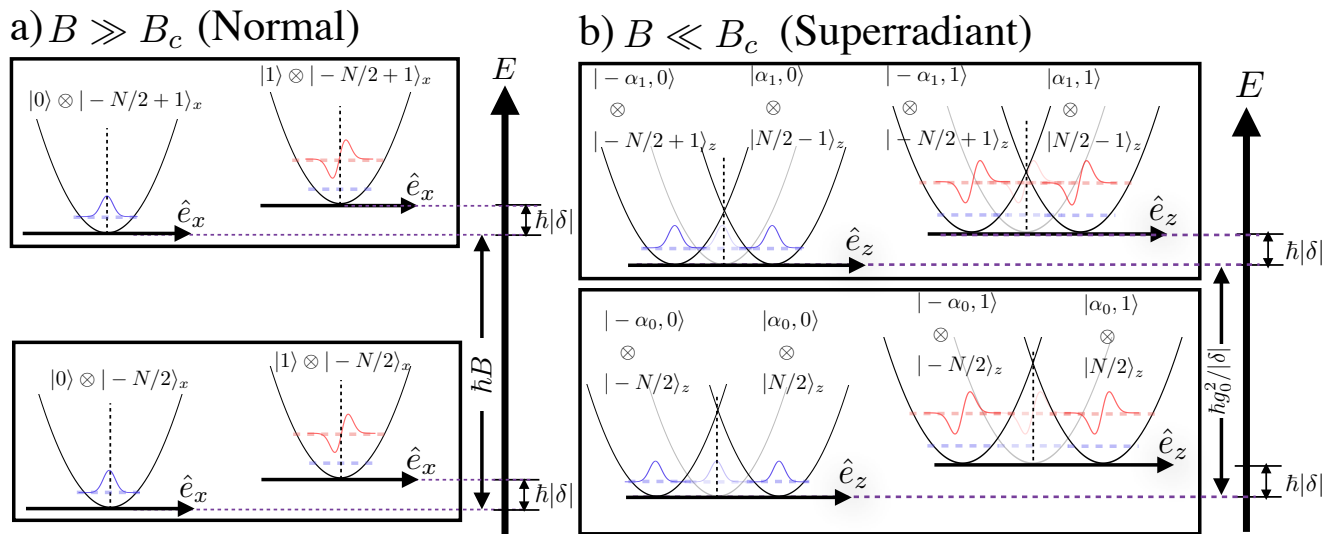 a) B ≫ B_c (Normal)
|0⟩ ⊗ | − N/2 + 1⟩_x
|1⟩ ⊗ | − N/2 + 1⟩_x
ê_x
ê_x
E
ħ|δ|
ħB
|0⟩ ⊗ | − N/2⟩_x
|1⟩ ⊗ | − N/2⟩_x
ê_x
ê_x
ħ|δ|
b) B ≪ B_c (Superradiant)
| − α_1, 0⟩
|α_1, 0⟩
⊗
⊗
| − N/2 + 1⟩_z
|N/2 − 1⟩_z
ê_z
| − α_1, 1⟩
|α_1, 1⟩
⊗
⊗
| − N/2 + 1⟩_z
|N/2 − 1⟩_z
ê_z
E
ħ|δ|
ħg_0^2/|δ|
| − α_0, 0⟩
|α_0, 0⟩
⊗
⊗
| − N/2⟩_z
|N/2⟩_z
ê_z
| − α_0, 1⟩
|α_0, 1⟩
⊗
⊗
| − N/2⟩_z
|N/2⟩_z
ê_z
ħ|δ|